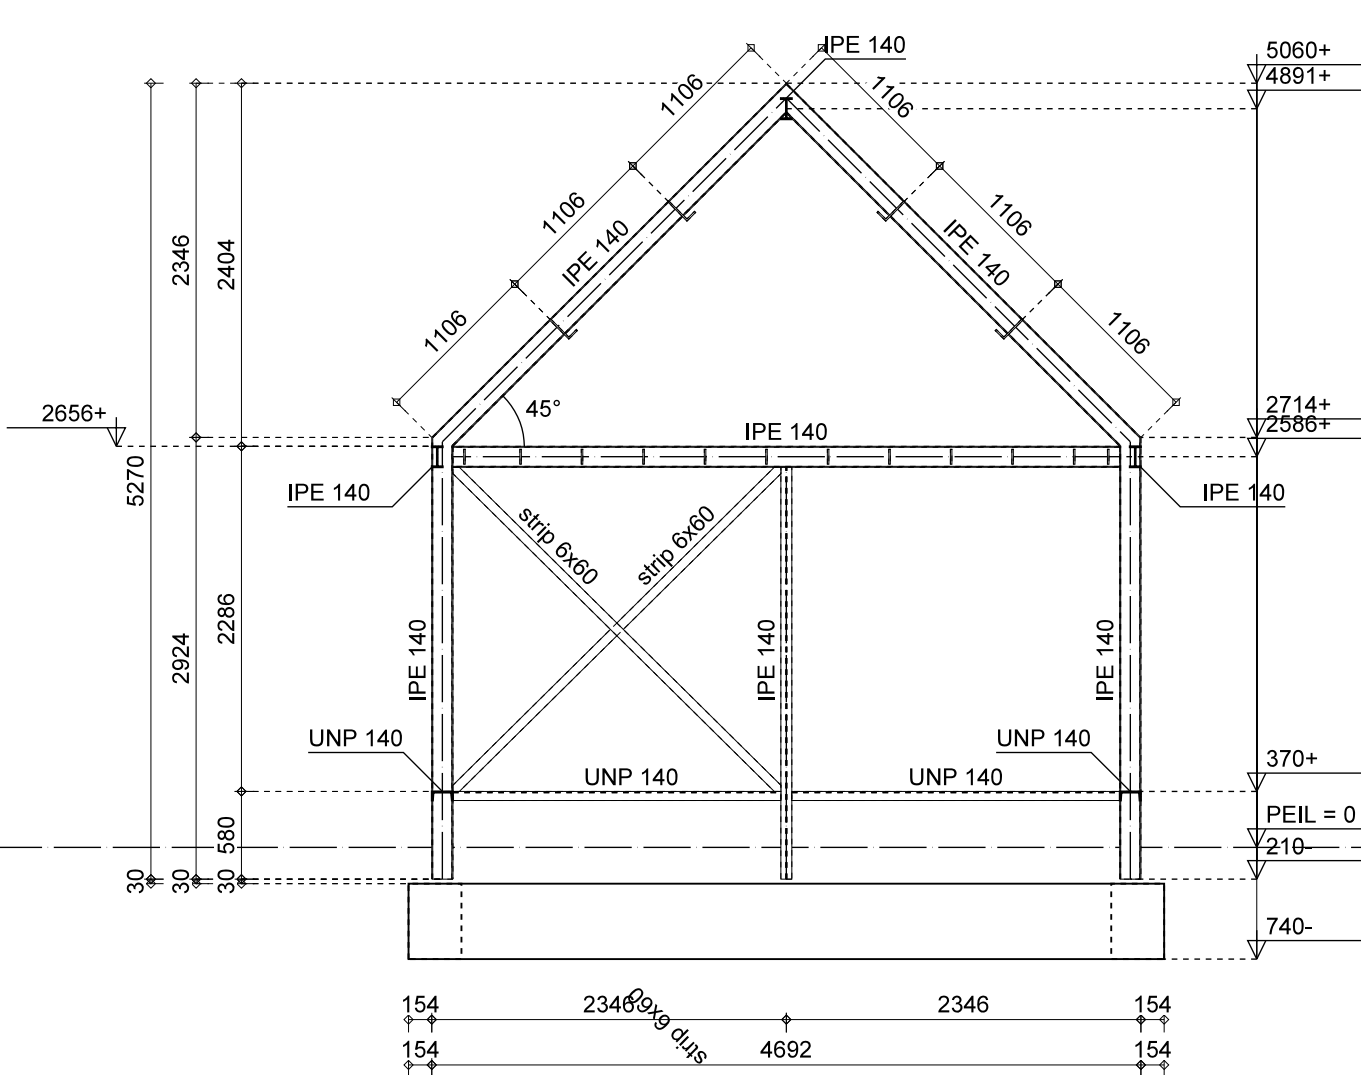 IPE 140
5060+
4891+
1106
1106
1106
1106
1106
1106
IPE 140
IPE 140
2346
2404
2656+
45°
IPE 140
2714+
2586+
5270
IPE 140
IPE 140
strip 6x60
strip 6x60
2286
2924
IPE 140
IPE 140
IPE 140
UNP 140
UNP 140
UNP 140
UNP 140
370+
PEIL = 0
580
210-
30
30
30
740-
154
2346
2346
154
strip 6x60
154
4692
154